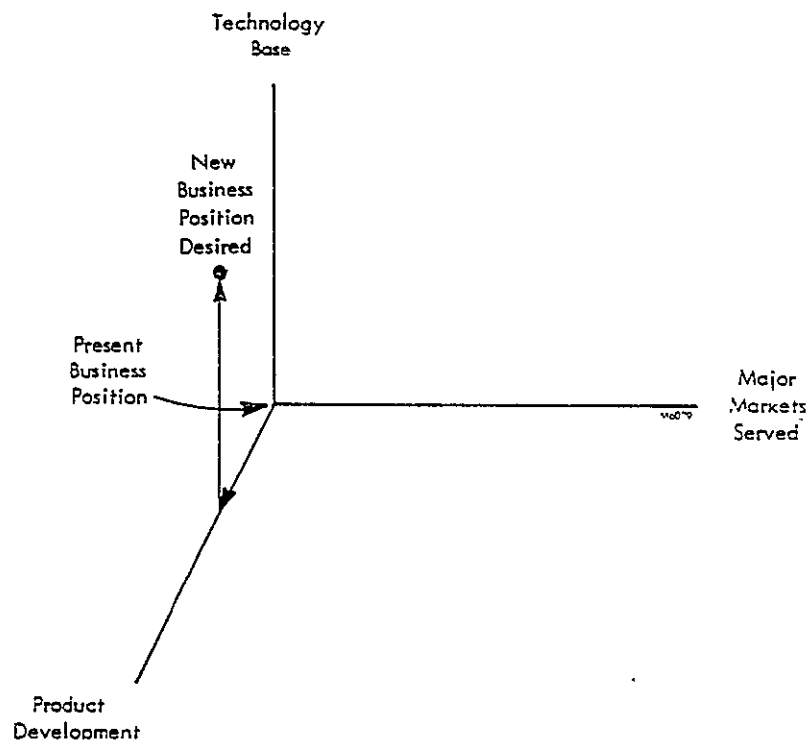 Technology
Base
New
Business
Position
Desired
Present
Business
Position
Major
Markets
Served
Product
Development